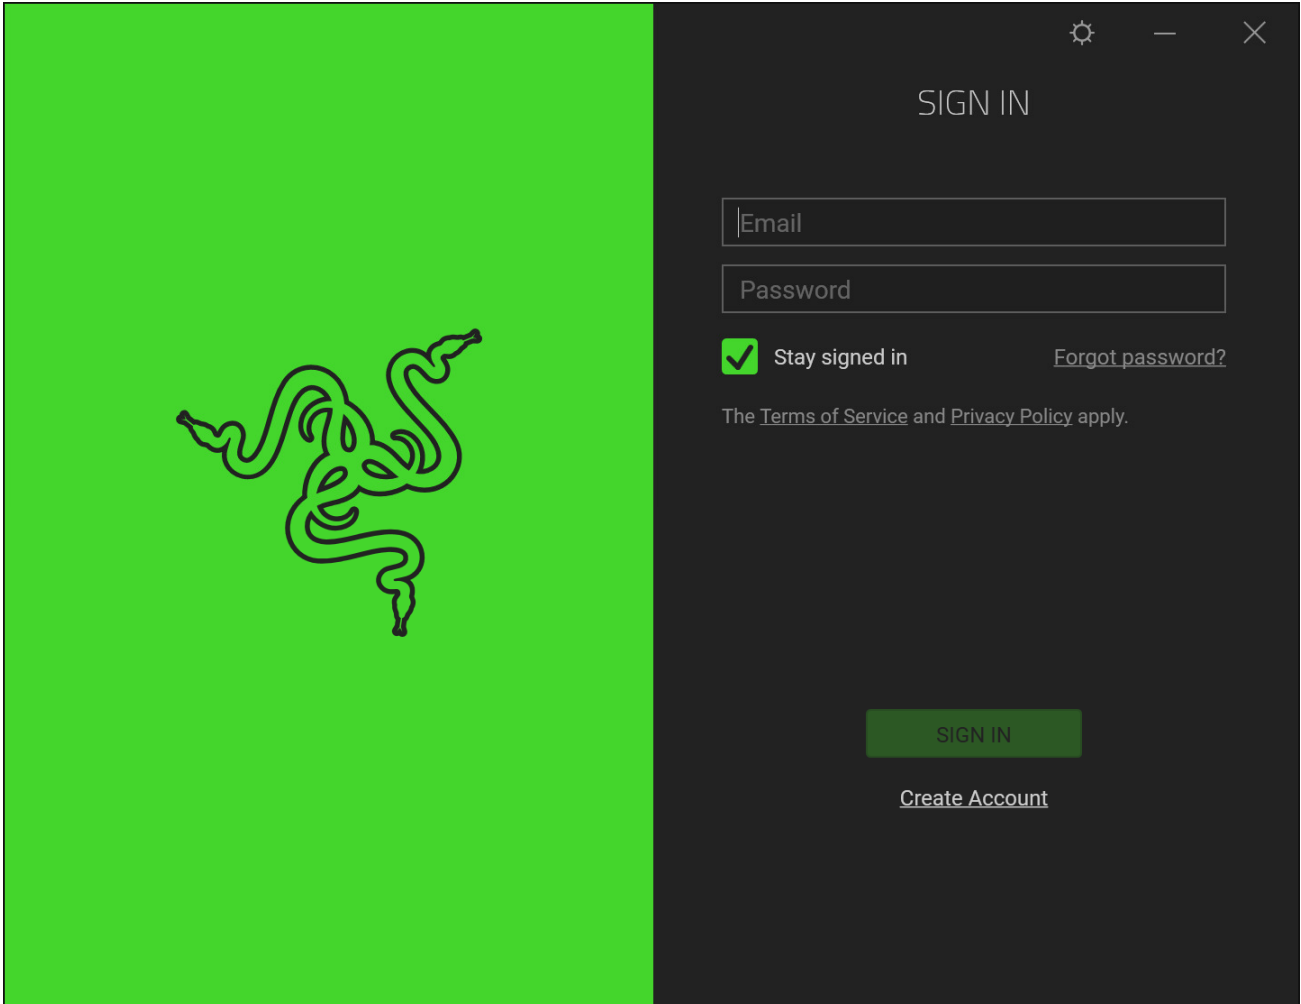 SIGN IN
Email
Password
Stay signed in
Forgot password?
The Terms of Service and Privacy Policy apply.
SIGN IN
Create Account